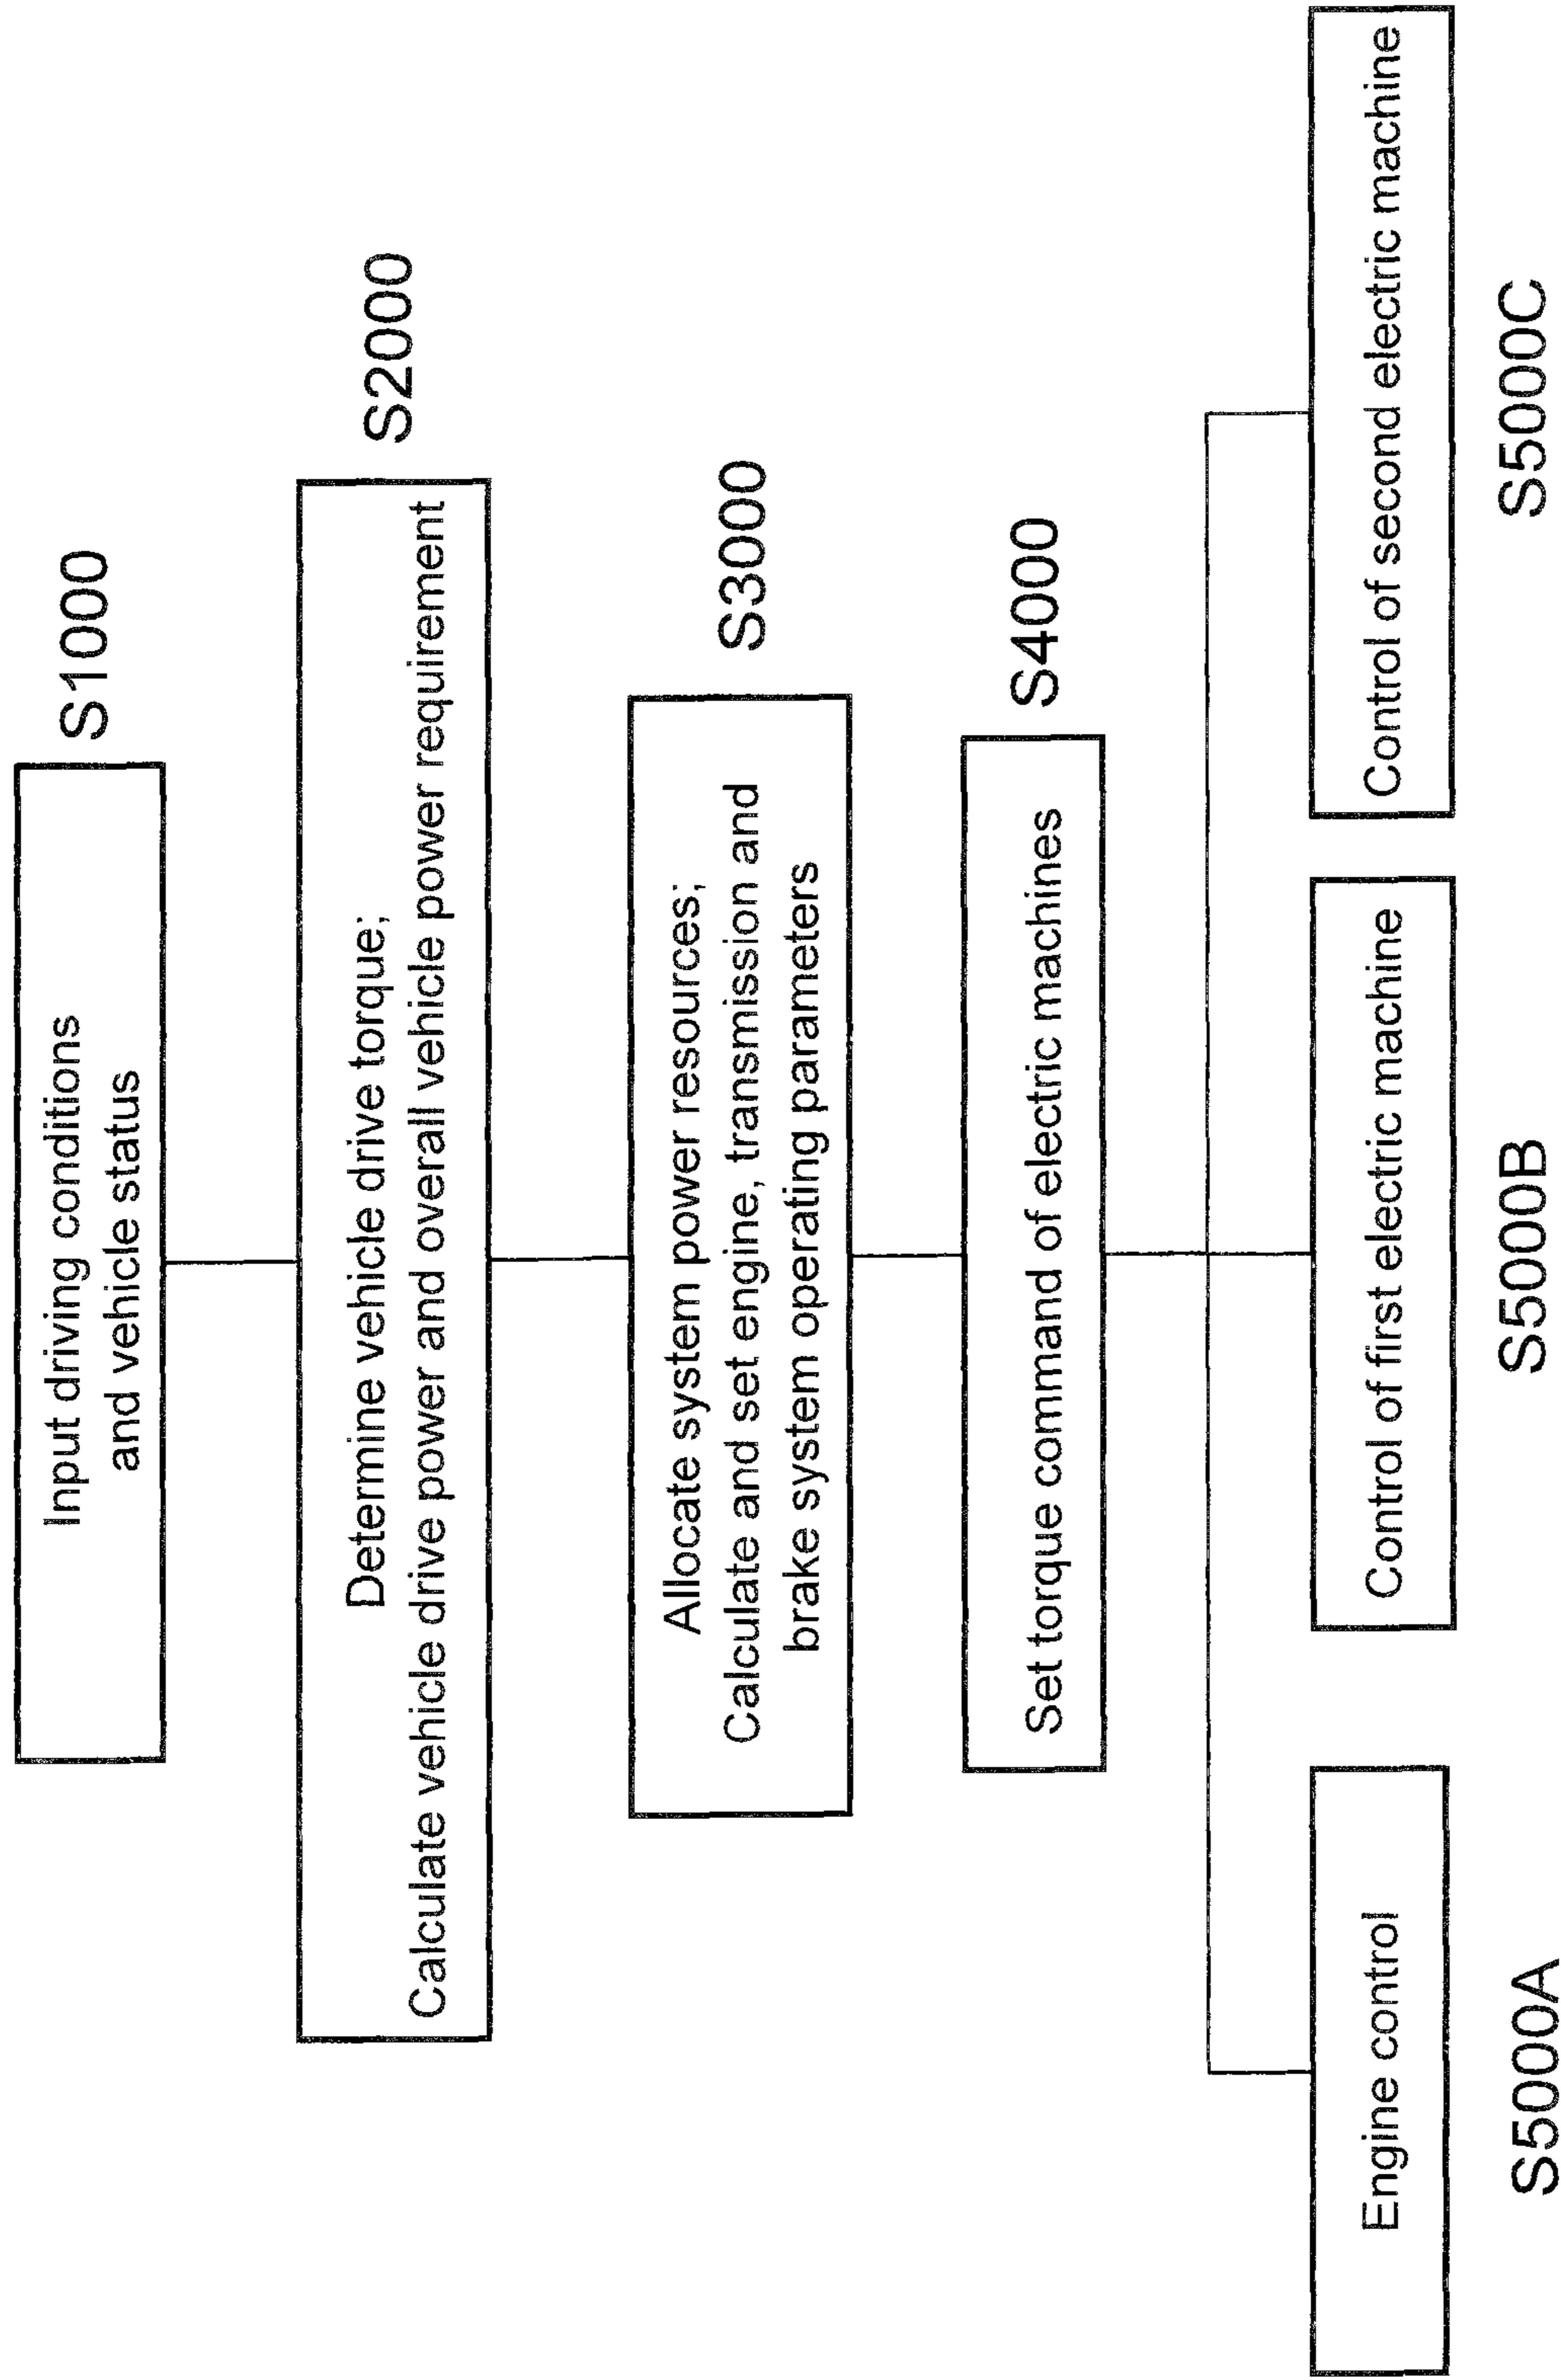 Input driving conditions
and vehicle status
S1000
Determine vehicle drive torque;
Calculate vehicle drive power and overall vehicle power requirement
S2000
Allocate system power resources;
Calculate and set engine, transmission and
brake system operating parameters
S3000
Set torque command of electric machines
S4000
Engine control
S5000A
Control of first electric machine
S5000B
Control of second electric machine
S5000C